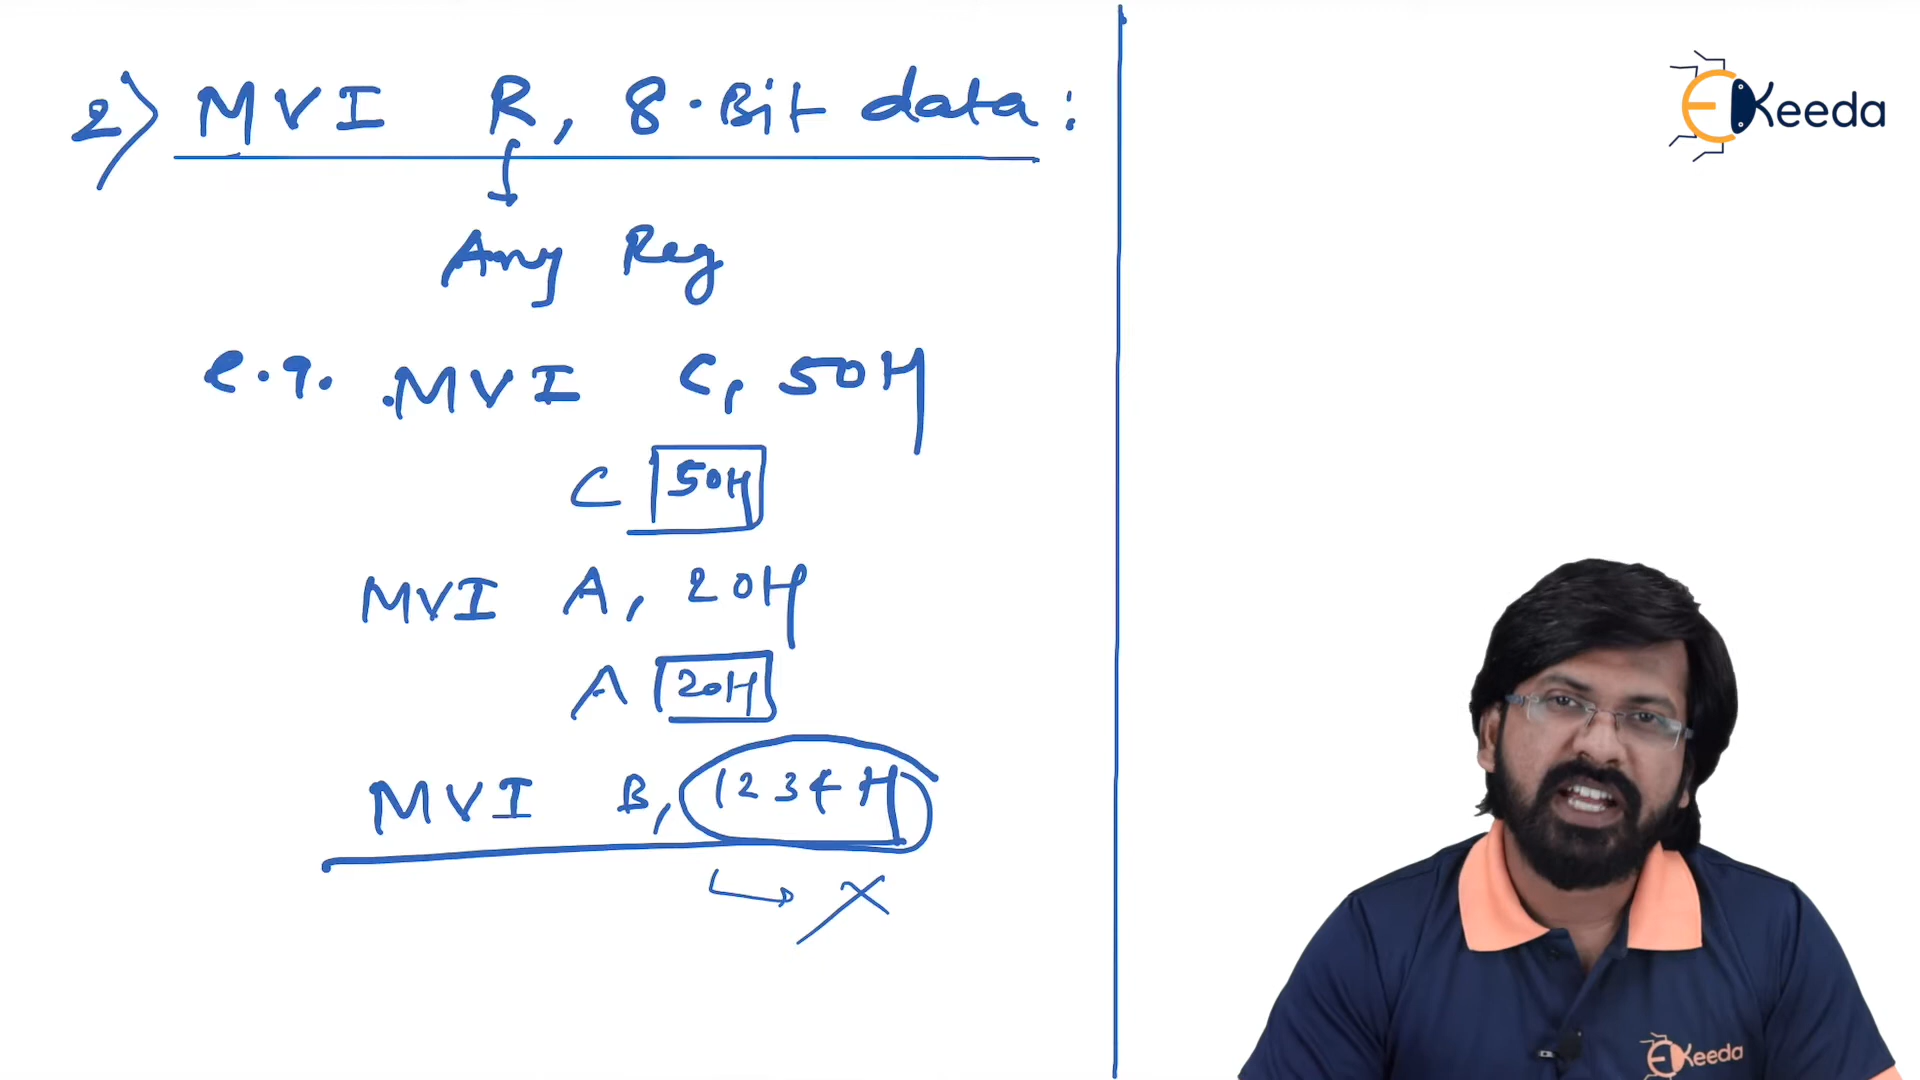 2) MVI R, 8-Bit data:
Any Reg
e.g. MVI C, 50H
C 50H
MVI A, 20H
A 20H
MVI B, 1234H
X
EKeeda
EKeeda